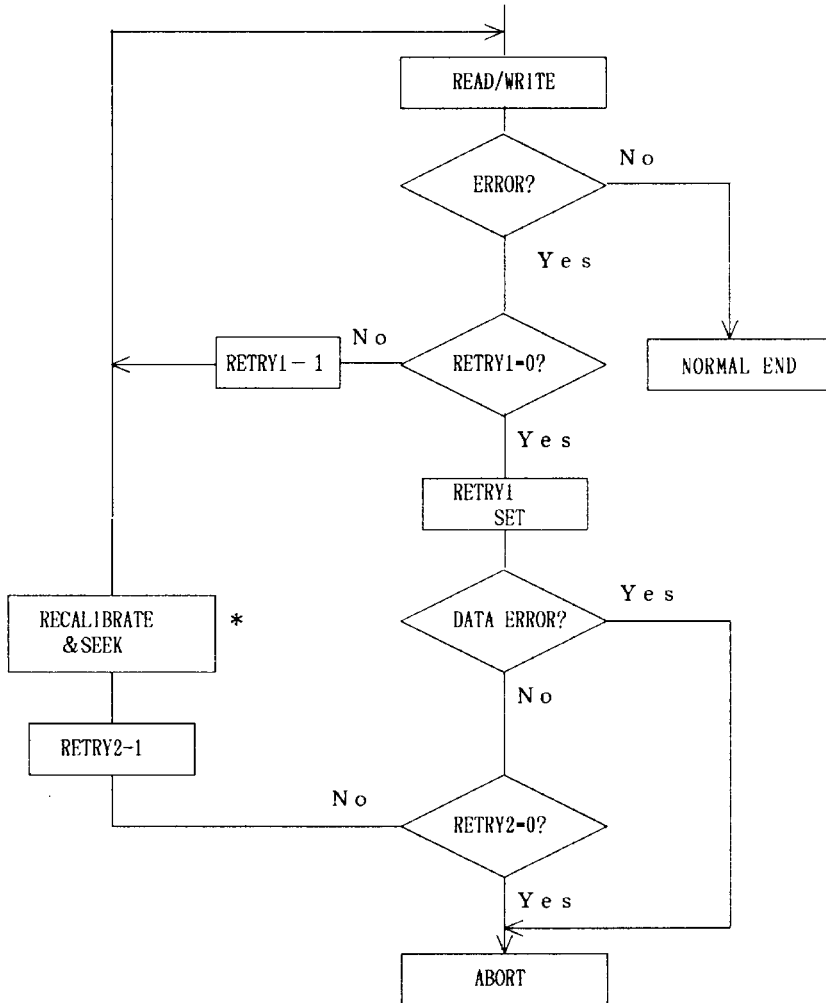 READ/WRITE
No
ERROR?
Yes
No
RETRY1-1
RETRY1=0?
NORMAL END
Yes
RETRY1
SET
Yes
RECALIBRATE
&SEEK
*
DATA ERROR?
No
RETRY2-1
No
RETRY2=0?
Yes
ABORT